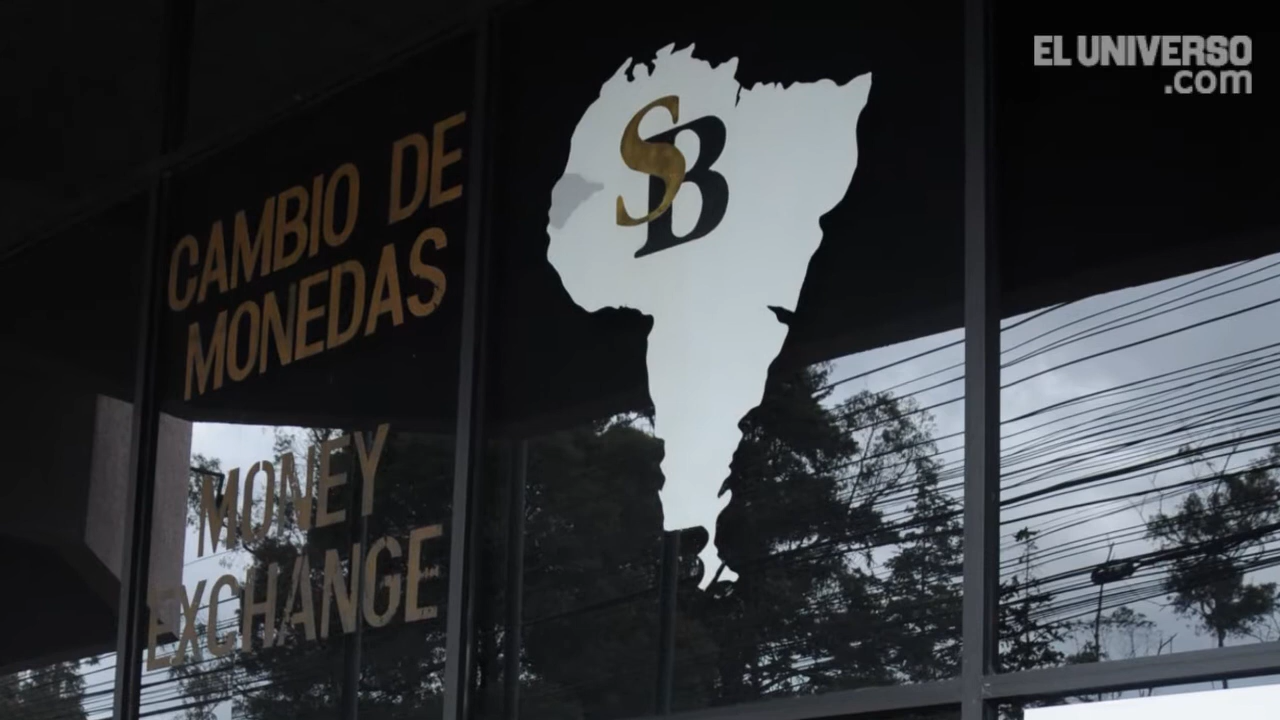 EL UNIVERSO
.com
SB
CAMBIO DE
MONEDAS
MONEY
EXCHANGE